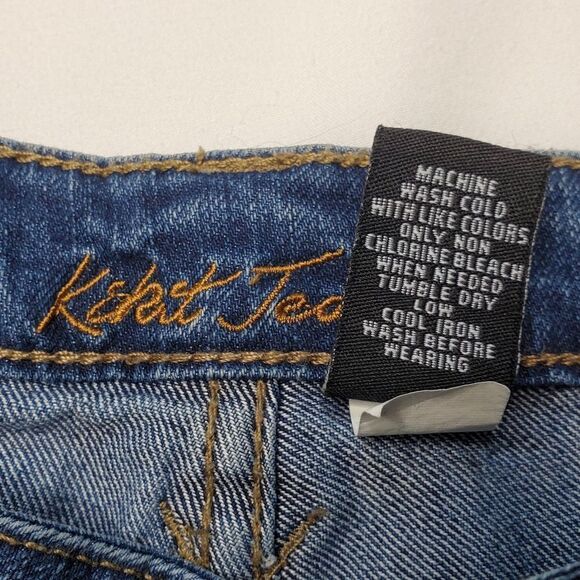 Kikit Jea
MACHINE
WASH COLD
WITH LIKE COLORS
ONLY NON
CHLORINE BLEACH
WHEN NEEDED
TUMBLE DRY
LOW
COOL IRON
WASH BEFORE
WEARING